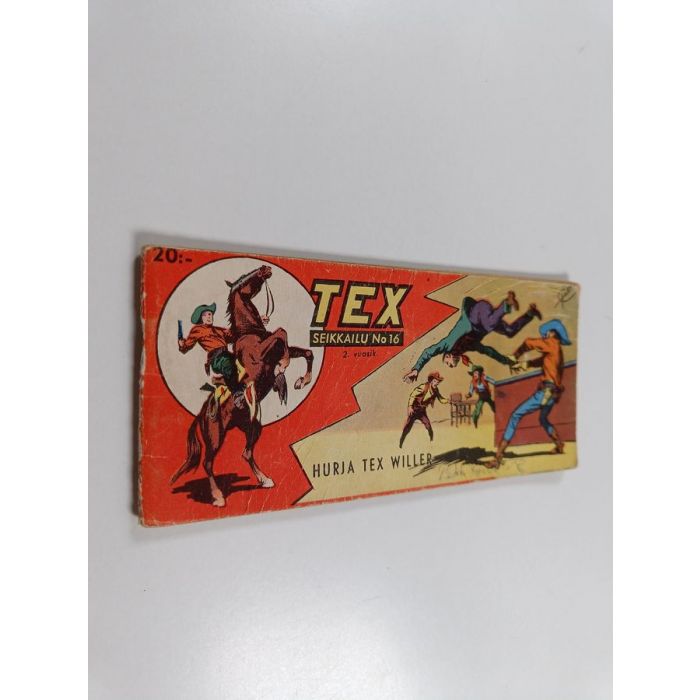 20:-
TEX
SEIKKAILU No 16
2. vuosik.
HURJA TEX WILLER